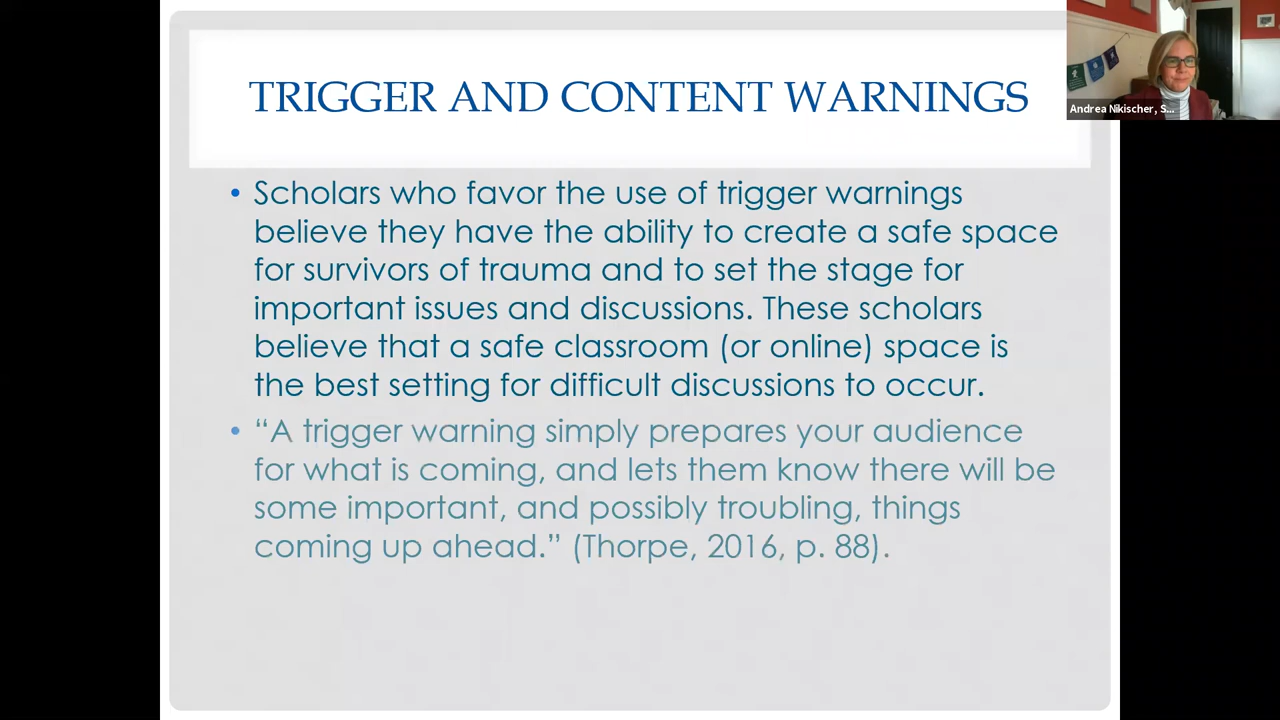 TRIGGER AND CONTENT WARNINGS
Andrea Nikischer, S...
• Scholars who favor the use of trigger warnings
believe they have the ability to create a safe space
for survivors of trauma and to set the stage for
important issues and discussions. These scholars
believe that a safe classroom (or online) space is
the best setting for difficult discussions to occur.
• “A trigger warning simply prepares your audience
for what is coming, and lets them know there will be
some important, and possibly troubling, things
coming up ahead.” (Thorpe, 2016, p. 88).